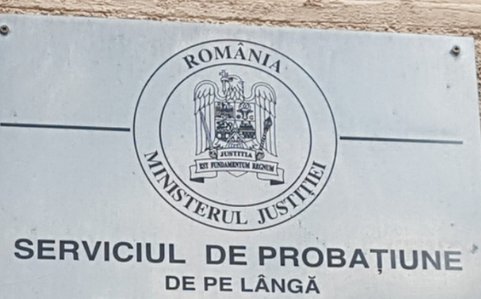 ROMÂNIA
JUSTITIA
EST FUNDAMENTUM REGNUM
MINISTERUL JUSTIȚIEI
SERVICIUL DE PROBAȚIUNE
DE PE LÂNGĂ